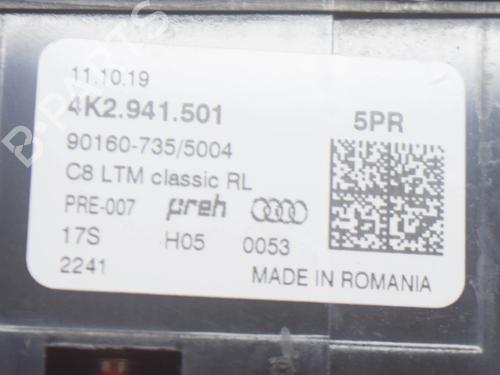 11.10.19
4K2.941.501
5PR
90160-735/5004
C8 LTM classic RL
PRE-007 preh
17S H05 0053
2241 MADE IN ROMANIA